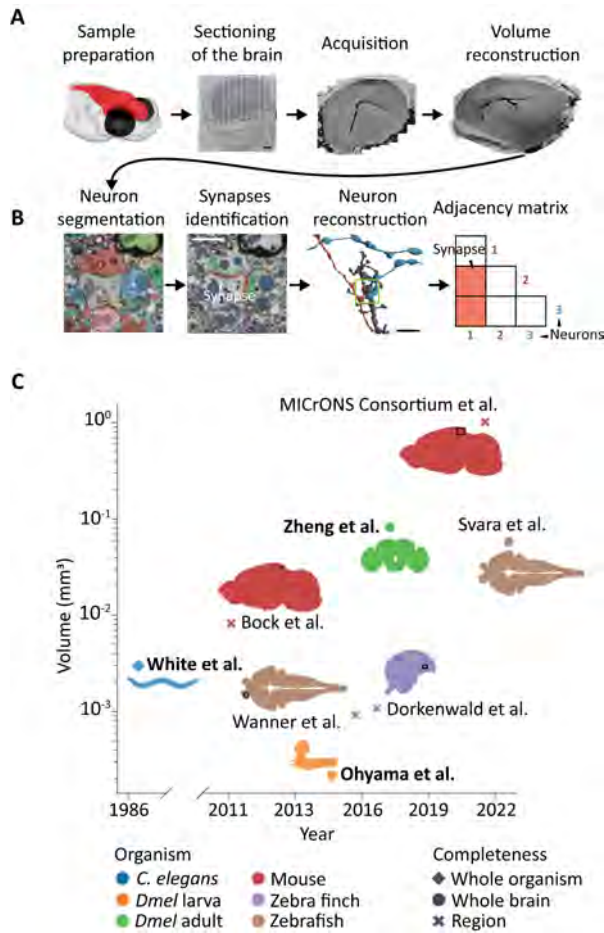 A
Sample
preparation
Sectioning
of the brain
Acquisition
Volume
reconstruction
B
Neuron
segmentation
Synapses
identification
Neuron
reconstruction
Adjacency matrix
Synapse
Synapse
1
2
3
1 2 3 Neurons
C
MICrONS Consortium et al.
Zheng et al.
Svara et al.
Bock et al.
White et al.
Wanner et al.
Dorkenwald et al.
Ohyama et al.
Volume (mm³)
10⁰
10⁻¹
10⁻²
10⁻³
1986 2011 2013 2016 2019 2022
Year
Organism
C. elegans
Dmel larva
Dmel adult
Mouse
Zebra finch
Zebrafish
Completeness
Whole organism
Whole brain
Region